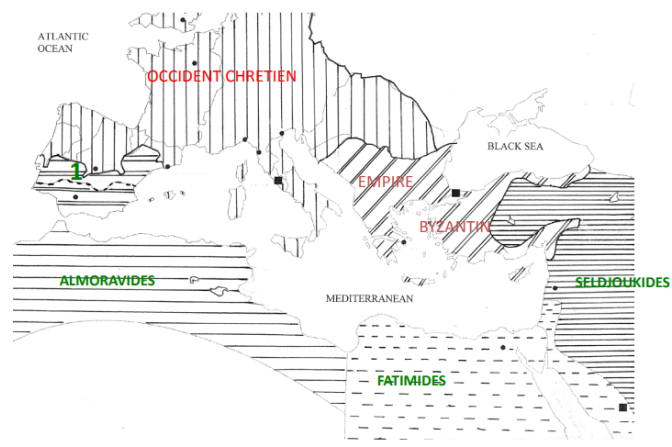 ATLANTIC
OCEAN
OCCIDENT CHRETIEN
BLACK SEA
1
EMPIRE
BYZANTIN
ALMORAVIDES
SELDJOUKIDES
MEDITERRANEAN
FATIMIDES